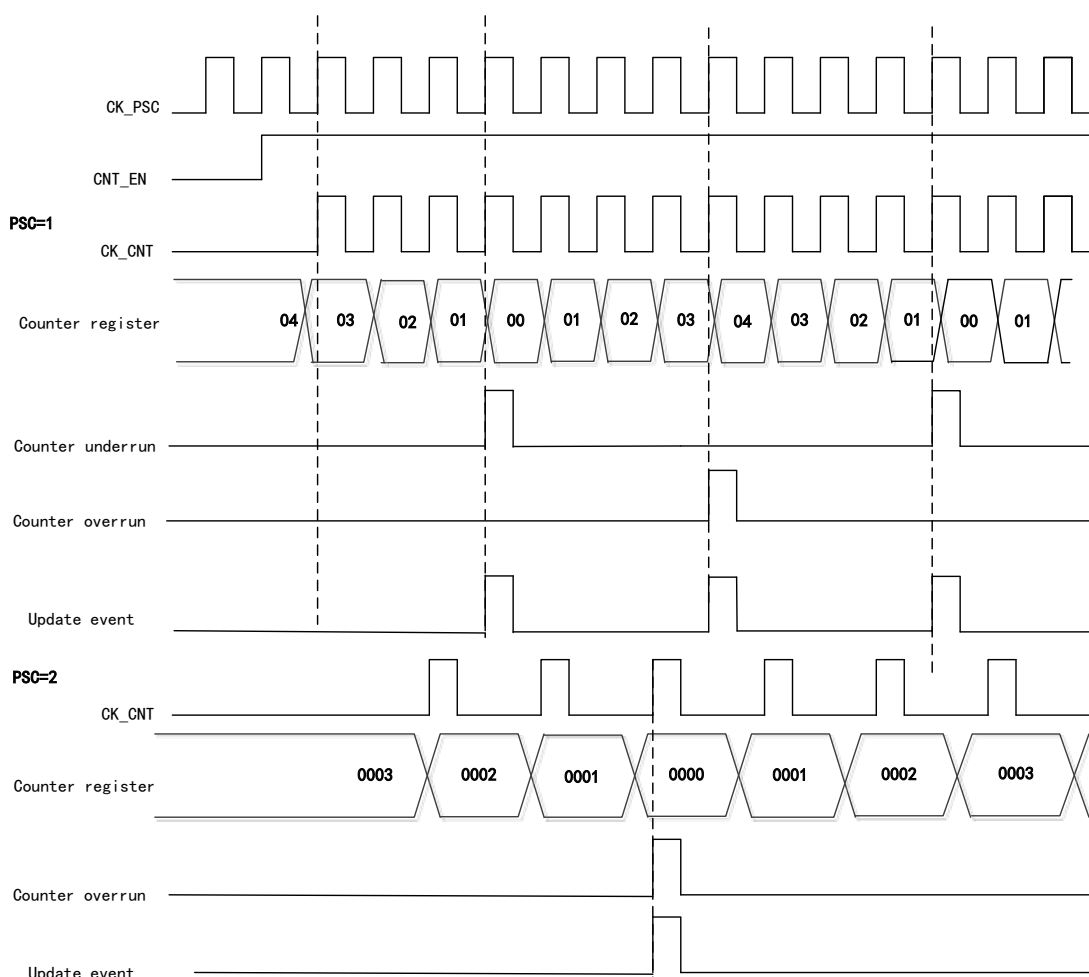 CK_PSC
CNT_EN
PSC=1
CK_CNT
Counter register 04 03 02 01 00 01 02 03 04 03 02 01 00 01
Counter underrun
Counter overrun
Update event
PSC=2
CK_CNT
Counter register 0003 0002 0001 0000 0001 0002 0003
Counter overrun
Update event